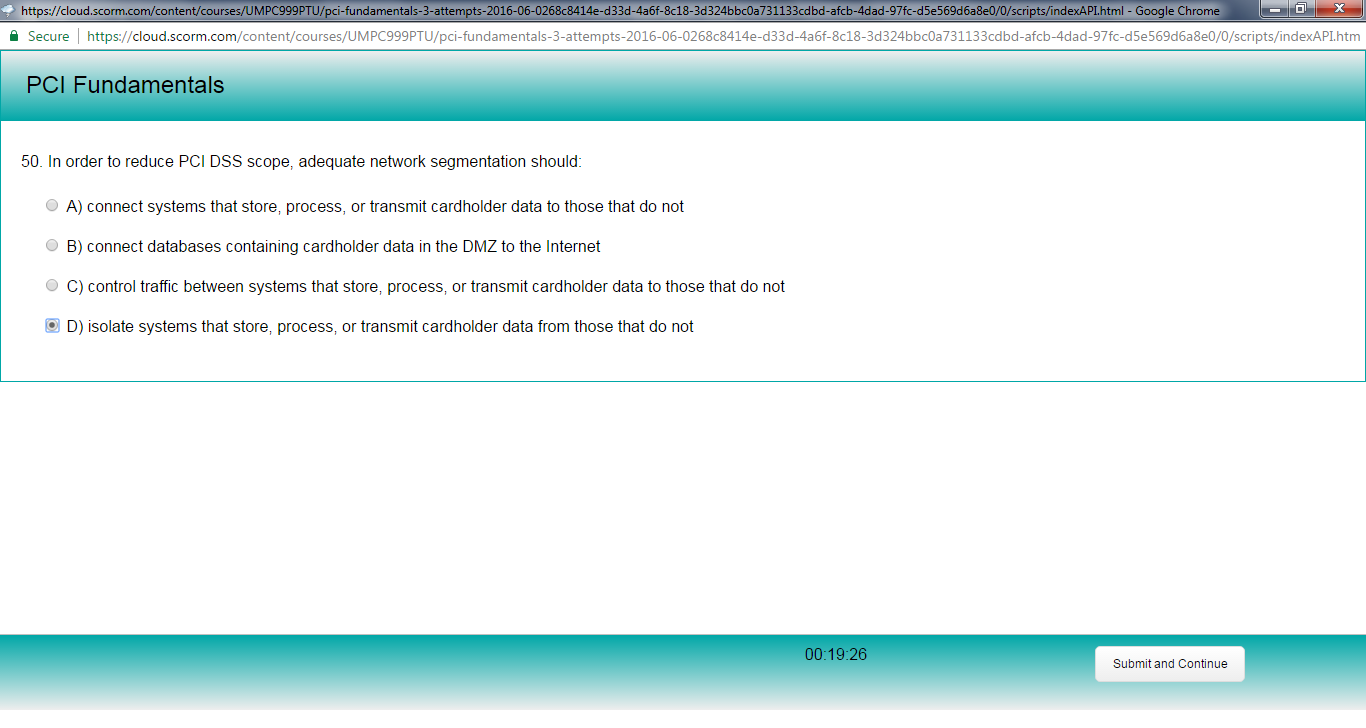 https://cloud.scorm.com/content/courses/UMPC999PTU/pci-fundamentals-3-attempts-2016-06-0268c8414e-d33d-4a6f-8c18-3d324bbc0a731133cdbd-afcb-4dad-97fc-d5e569d6a8e0/0/scripts/indexAPI.html - Google Chrome
Secure | https://cloud.scorm.com/content/courses/UMPC999PTU/pci-fundamentals-3-attempts-2016-06-0268c8414e-d33d-4a6f-8c18-3d324bbc0a731133cdbd-afcb-4dad-97fc-d5e569d6a8e0/0/scripts/indexAPI.htm
PCI Fundamentals
50. In order to reduce PCI DSS scope, adequate network segmentation should:
A) connect systems that store, process, or transmit cardholder data to those that do not
B) connect databases containing cardholder data in the DMZ to the Internet
C) control traffic between systems that store, process, or transmit cardholder data to those that do not
D) isolate systems that store, process, or transmit cardholder data from those that do not
00:19:26
Submit and Continue